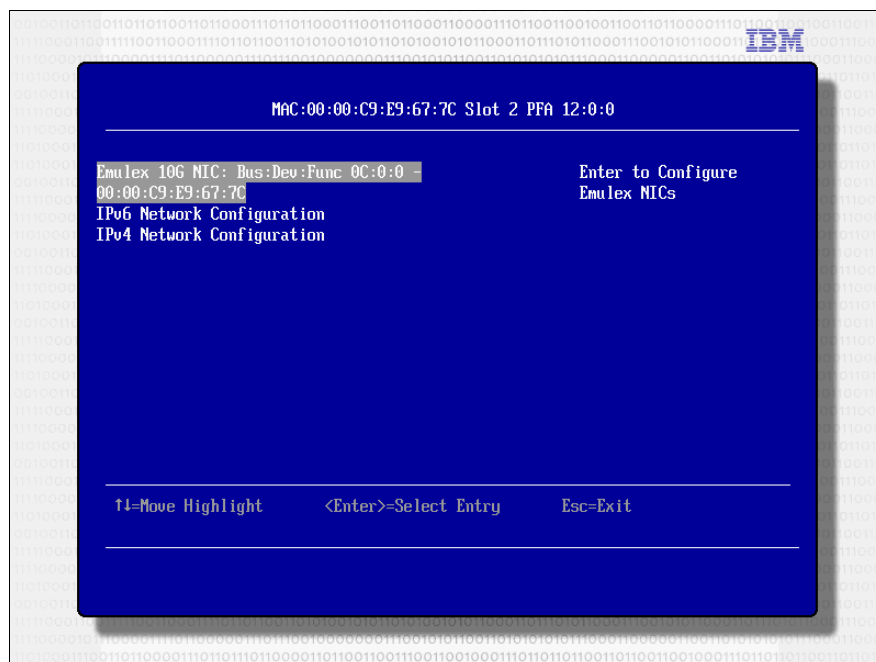 IBM
MAC:00:00:C9:E9:67:7C Slot 2 PFA 12:0:0
Emulex 10G NIC: Bus:Dev:Func 0C:0:0 -
00:00:C9:E9:67:7C
IPv6 Network Configuration
IPv4 Network Configuration
Enter to Configure
Emulex NICs
↑↓=Move Highlight <Enter>=Select Entry Esc=Exit